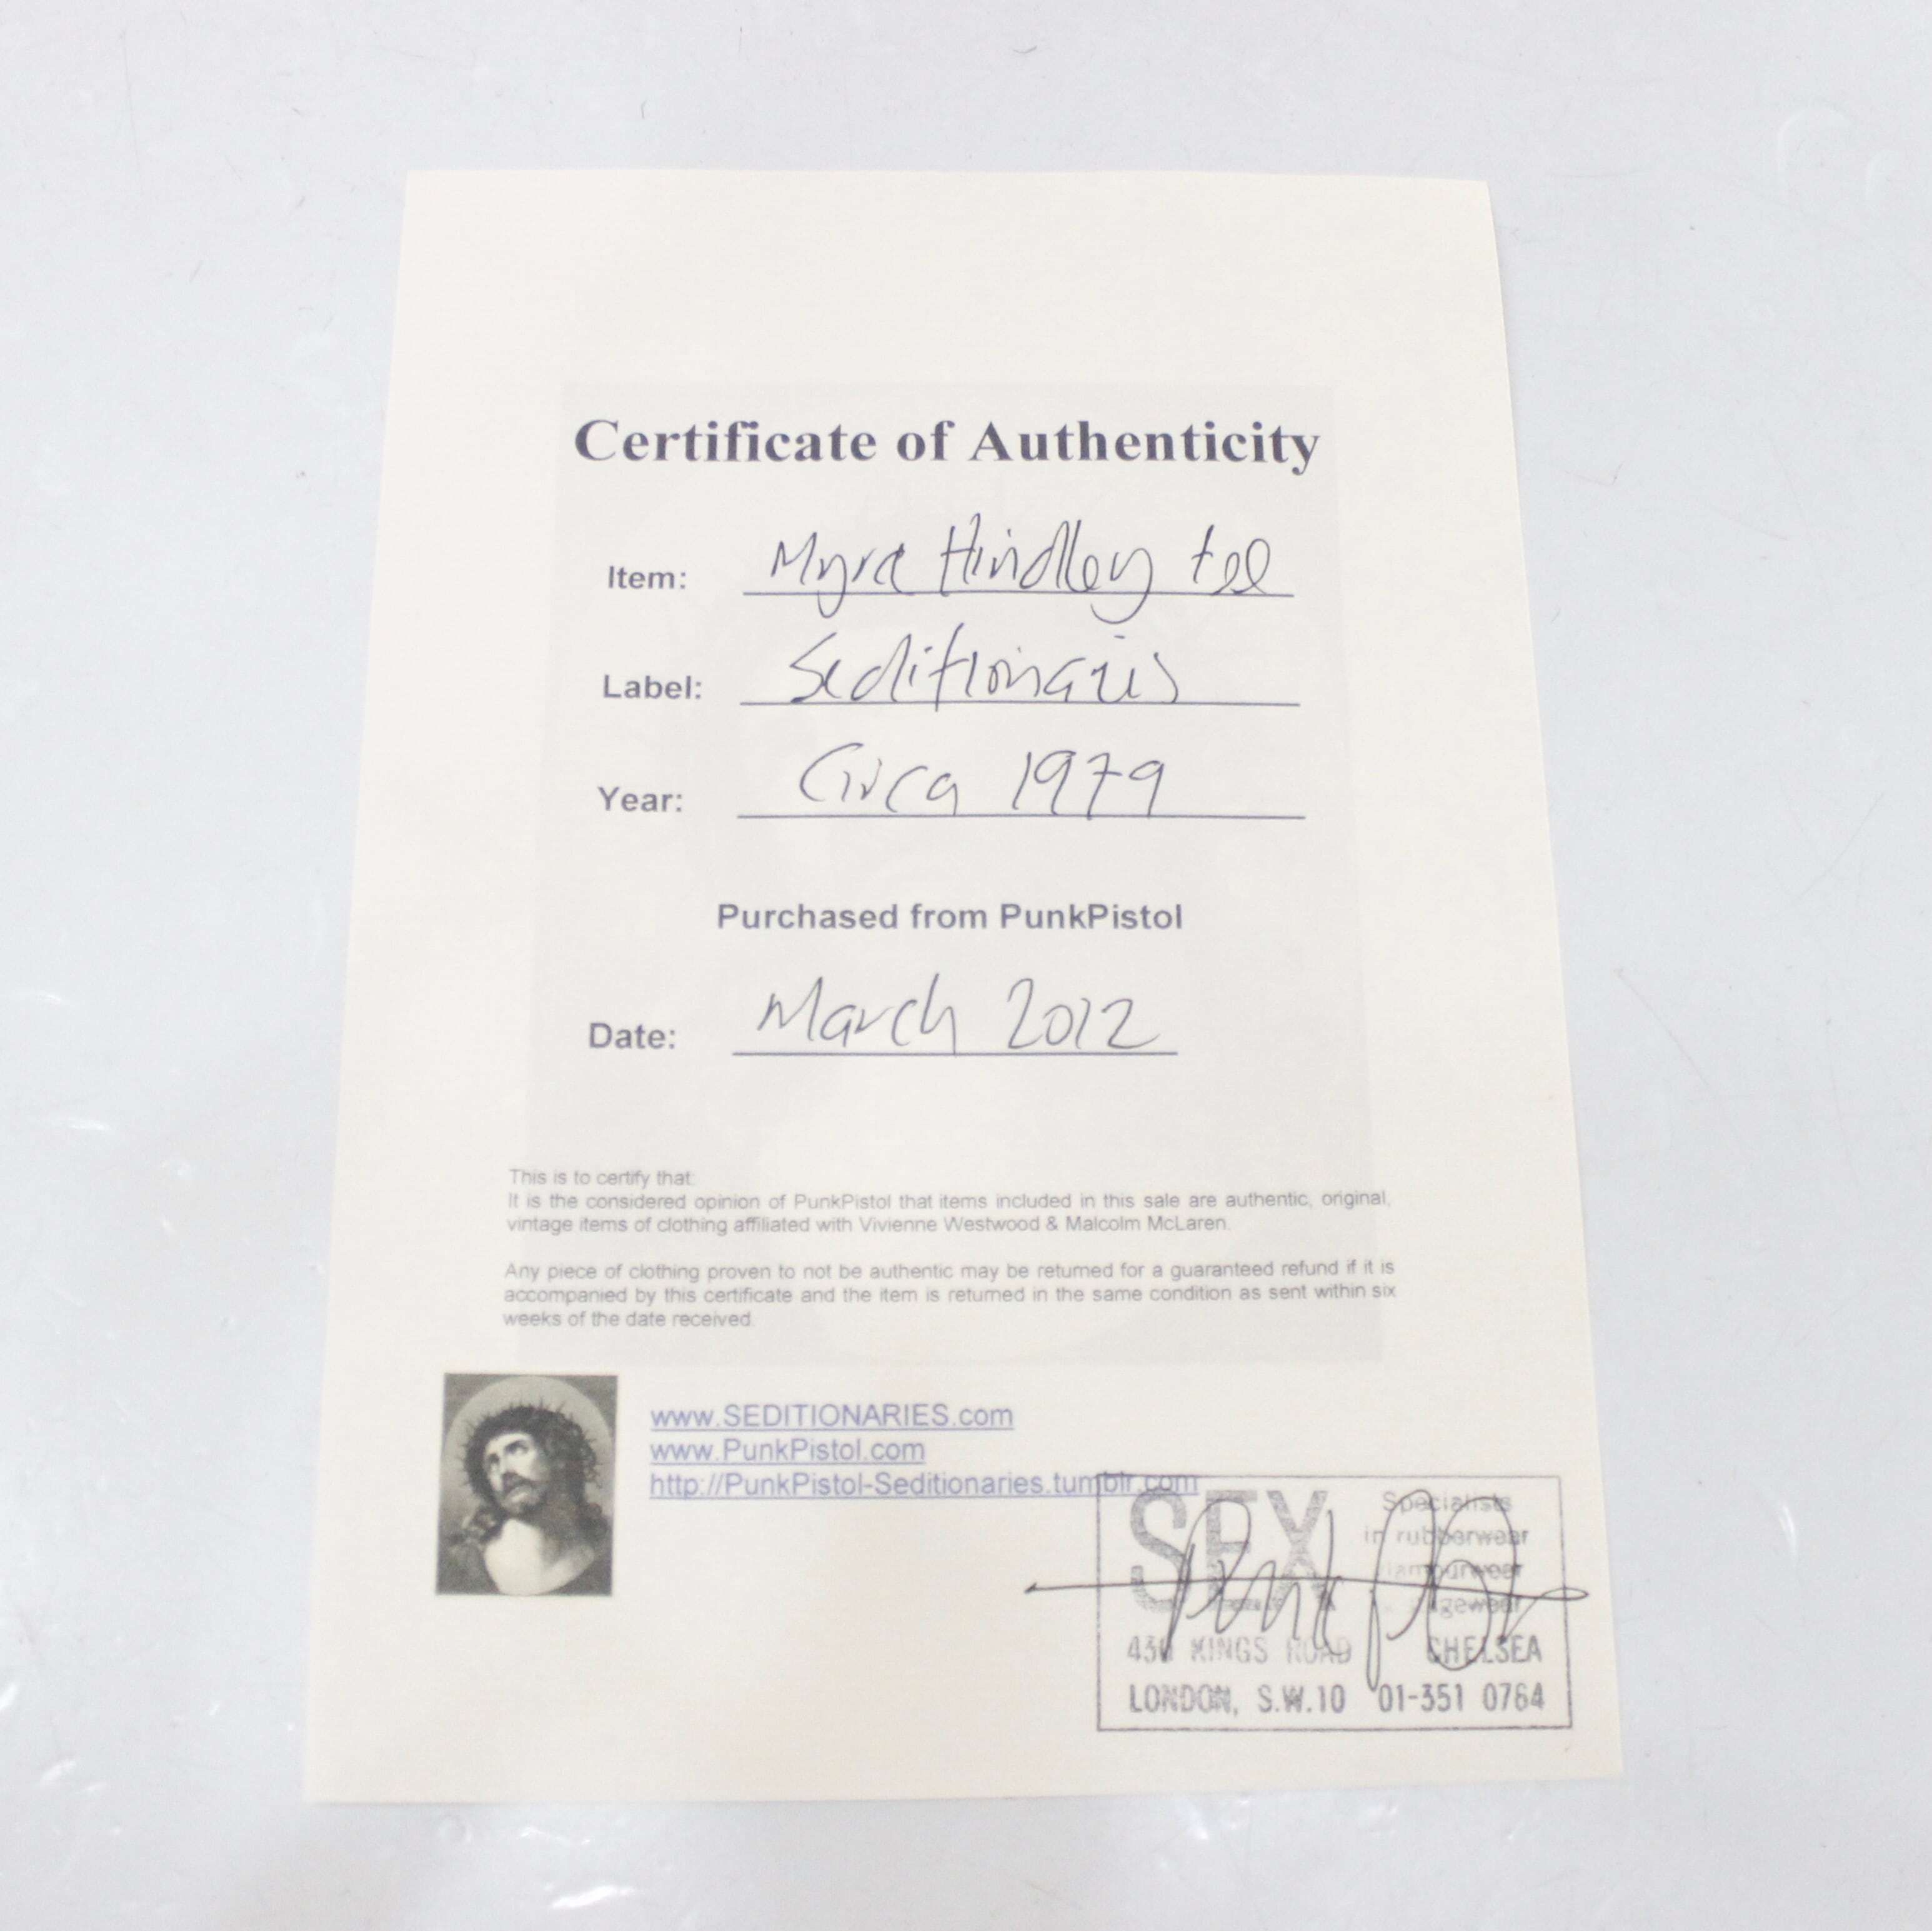 Certificate of Authenticity
Item: Myra Hindley tee
Label: Seditionaries
Year: Circa 1979
Purchased from PunkPistol
Date: March 2012
This is to certify that:
It is the considered opinion of PunkPistol that items included in this sale are authentic, original,
vintage items of clothing affiliated with Vivienne Westwood & Malcolm McLaren.
Any piece of clothing proven to not be authentic may be returned for a guaranteed refund if it is
accompanied by this certificate and the item is returned in the same condition as sent within six
weeks of the date received.
www.SEDITIONARIES.com
www.PunkPistol.com
http://PunkPistol-Seditionaries.tumblr.com
SEX
Specialists
in rubberwear
KINGS ROAD CHELSEA
LONDON, S.W.10 01-351 0764